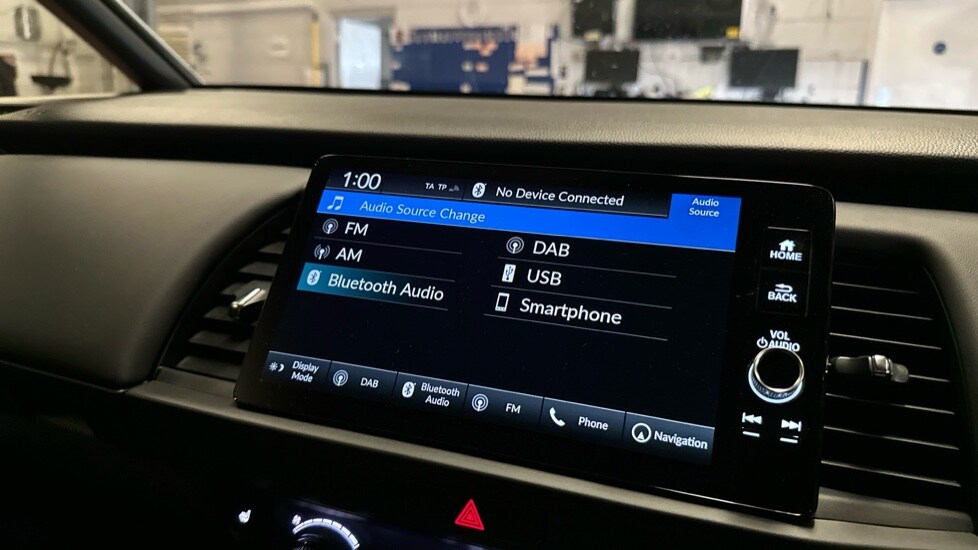 1:00
TA TP
No Device Connected
Audio
Source
Audio Source Change
FM
AM
Bluetooth Audio
DAB
USB
Smartphone
Display
Mode
DAB
Bluetooth
Audio
FM
Phone
Navigation
HOME
BACK
VOL
AUDIO